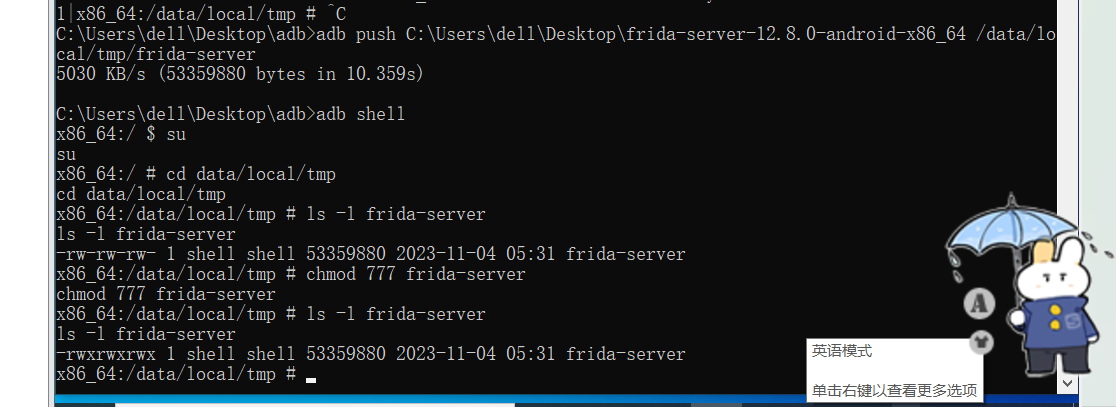 1|x86_64:/data/local/tmp # ^C
C:\Users\dell\Desktop\adb>adb push C:\Users\dell\Desktop\frida-server-12.8.0-android-x86_64 /data/lo
cal/tmp/frida-server
5030 KB/s (53359880 bytes in 10.359s)
C:\Users\dell\Desktop\adb>adb shell
x86_64:/ $ su
su
x86_64:/ # cd data/local/tmp
cd data/local/tmp
x86_64:/data/local/tmp # ls -l frida-server
ls -l frida-server
-rw-rw-rw- 1 shell shell 53359880 2023-11-04 05:31 frida-server
x86_64:/data/local/tmp # chmod 777 frida-server
chmod 777 frida-server
x86_64:/data/local/tmp # ls -l frida-server
ls -l frida-server
-rwxrwxrwx 1 shell shell 53359880 2023-11-04 05:31 frida-server
x86_64:/data/local/tmp #
A
英语模式
单击右键以查看更多选项